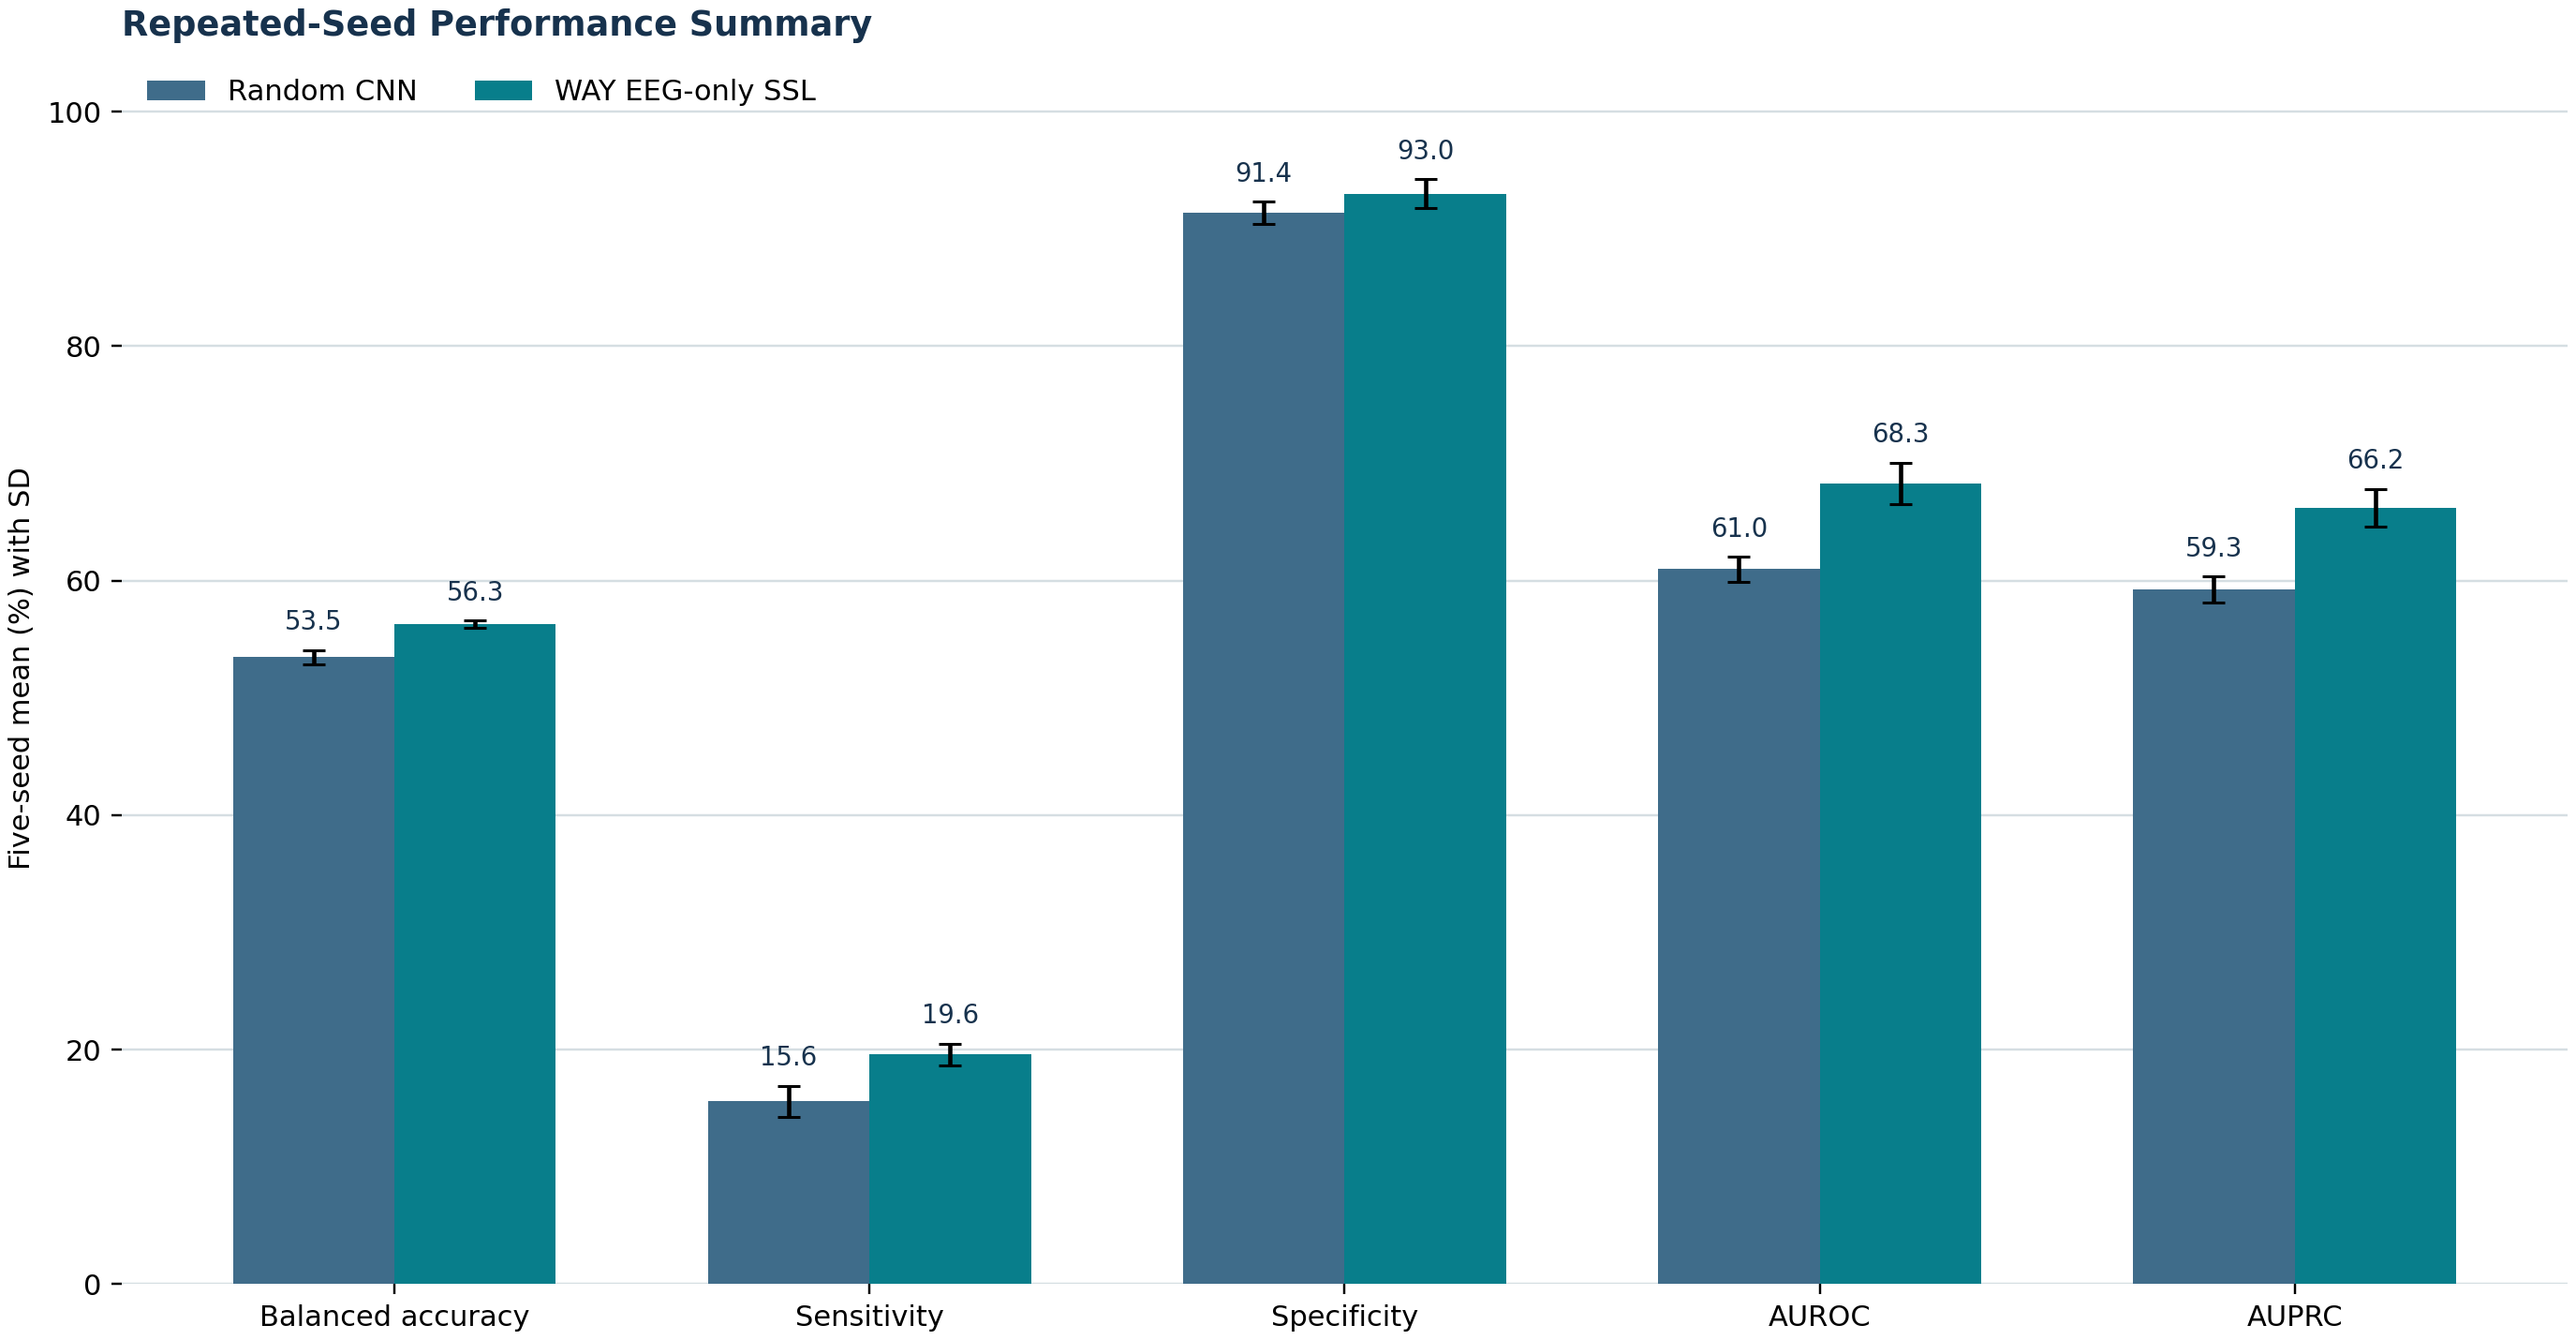 Repeated-Seed Performance Summary
Random CNN
WAY EEG-only SSL
Five-seed mean (%) with SD
100
80
60
40
20
0
53.5
56.3
15.6
19.6
91.4
93.0
61.0
68.3
59.3
66.2
Balanced accuracy
Sensitivity
Specificity
AUROC
AUPRC